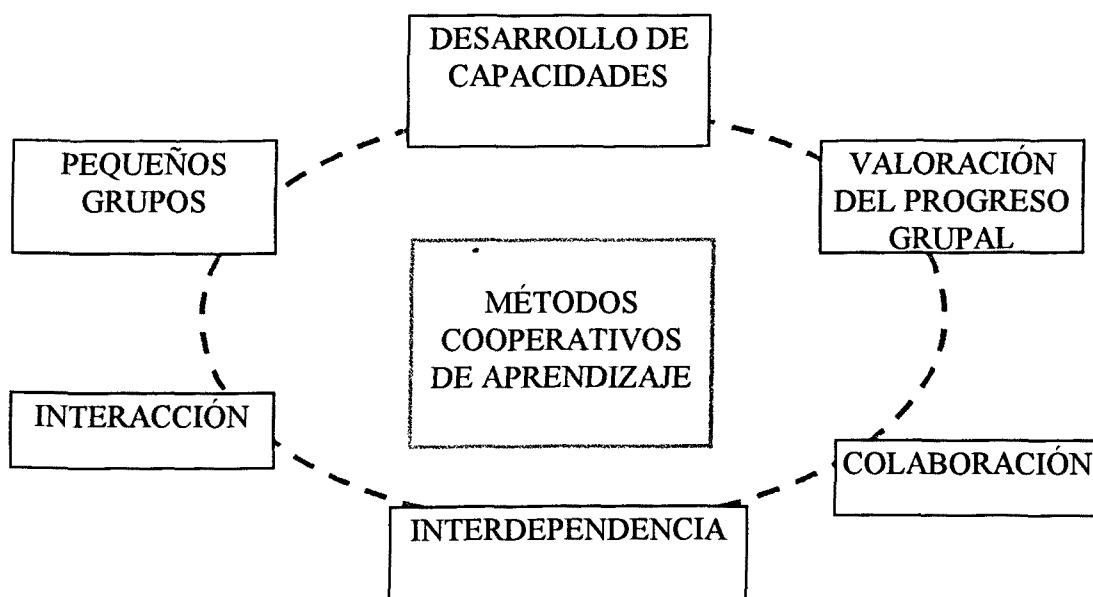 DESARROLLO DE
CAPACIDADES
PEQUEÑOS
GRUPOS
VALORACIÓN
DEL PROGRESO
GRUPAL
MÉTODOS
COOPERATIVOS
DE APRENDIZAJE
INTERACCIÓN
COLABORACIÓN
INTERDEPENDENCIA